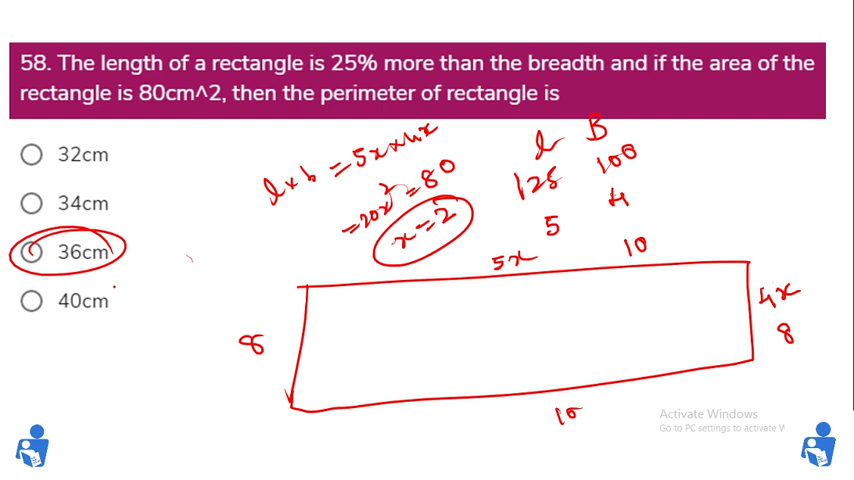 58. The length of a rectangle is 25% more than the breadth and if the area of the
rectangle is 80cm^2, then the perimeter of rectangle is
32cm
34cm
36cm
40cm
l × b = 5x × 4x
= 20x² = 80
x = 2
l B
125 100
5 4
5x 10
4x
8
8
10
Activate Windows
Go to PC settings to activate W